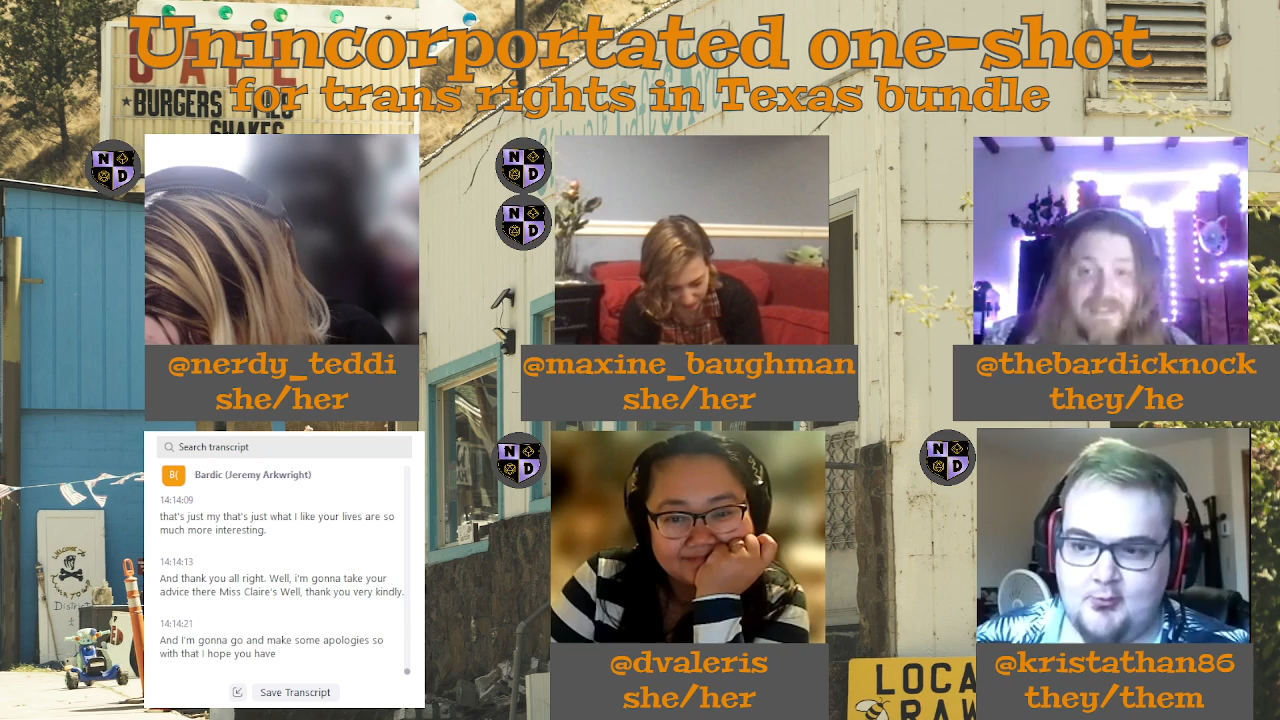 Unincorportated one-shot
for trans rights in Texas bundle
CAFE
★BURGERS PIES
SHAKES
N
D
N
D
N
D
@nerdy_teddi
she/her
@maxine_baughman
she/her
@thebardicknock
they/he
Search transcript
B(
Bardic (Jeremy Arkwright)
14:14:09
that's just my that's just what I like your lives are so
much more interesting.
14:14:13
And thank you all right. Well, i'm gonna take your
advice there Miss Claire's Well, thank you very kindly.
14:14:21
And I'm gonna go and make some apologies so
with that I hope you have
Save Transcript
N
D
N
D
@dvaleris
she/her
@kristathan86
they/them
WELCOME
District
LOCA
RAW